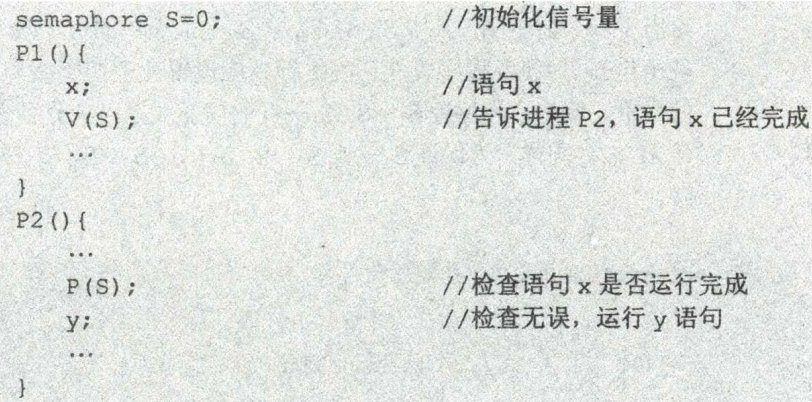 semaphore S=0; //初始化信号量
P1(){
x; //语句 x
V(S); //告诉进程 P2，语句 x 已经完成
...
}
P2(){
...
P(S); //检查语句 x 是否运行完成
y; //检查无误，运行 y 语句
...
}